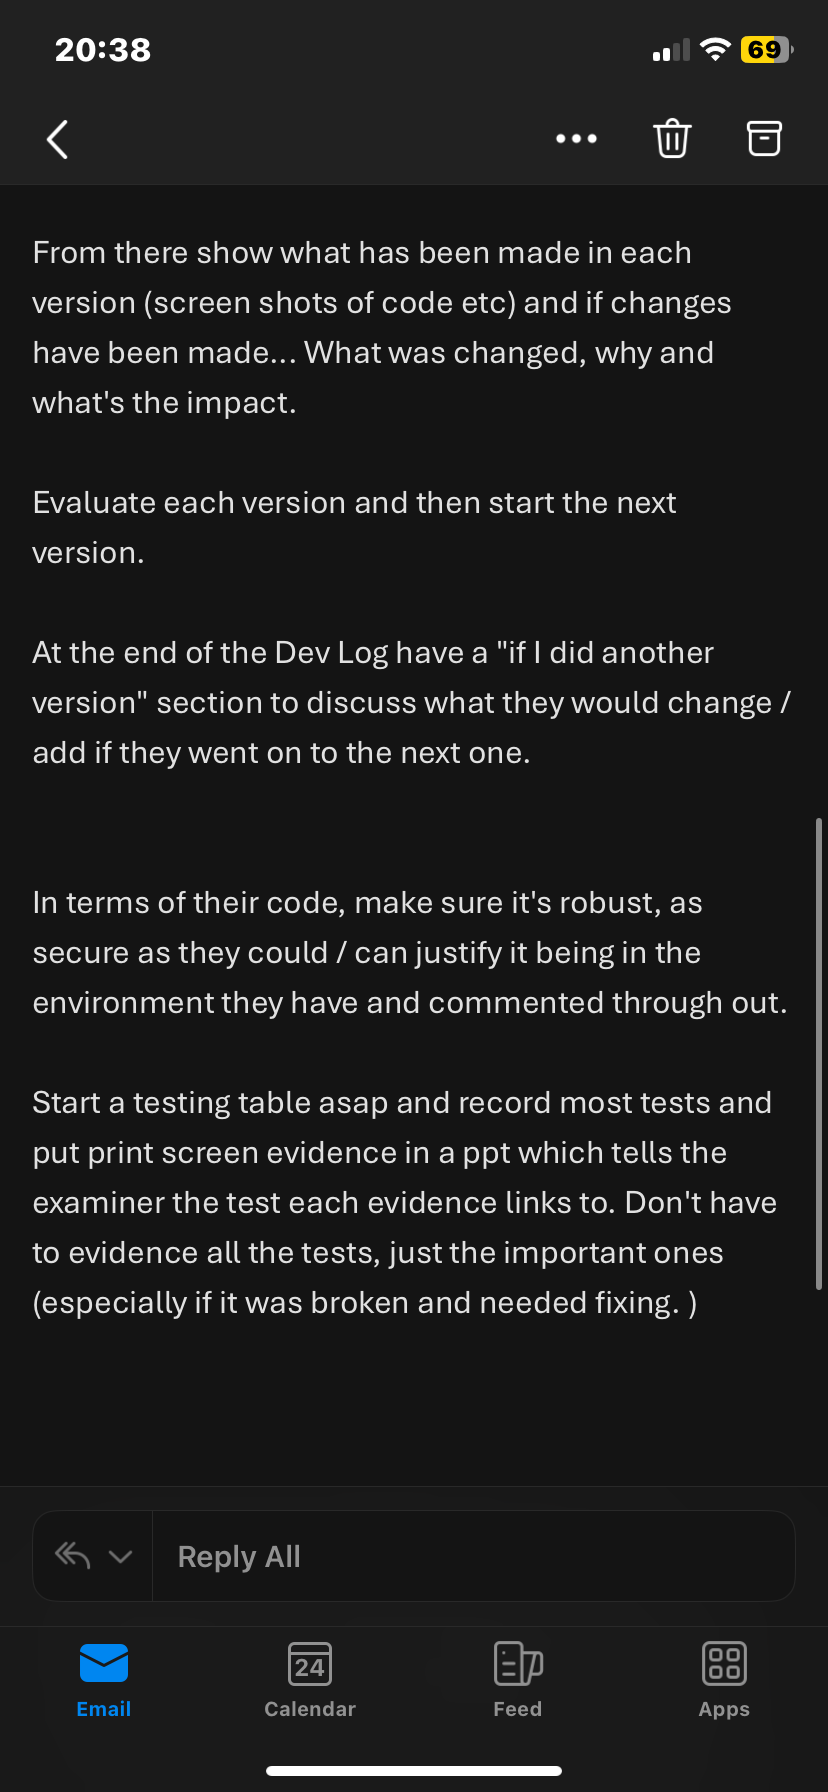 20:38
69
From there show what has been made in each
version (screen shots of code etc) and if changes
have been made... What was changed, why and
what's the impact.
Evaluate each version and then start the next
version.
At the end of the Dev Log have a "if I did another
version" section to discuss what they would change /
add if they went on to the next one.
In terms of their code, make sure it's robust, as
secure as they could / can justify it being in the
environment they have and commented through out.
Start a testing table asap and record most tests and
put print screen evidence in a ppt which tells the
examiner the test each evidence links to. Don't have
to evidence all the tests, just the important ones
(especially if it was broken and needed fixing. )
Reply All
24
Email Calendar Feed Apps